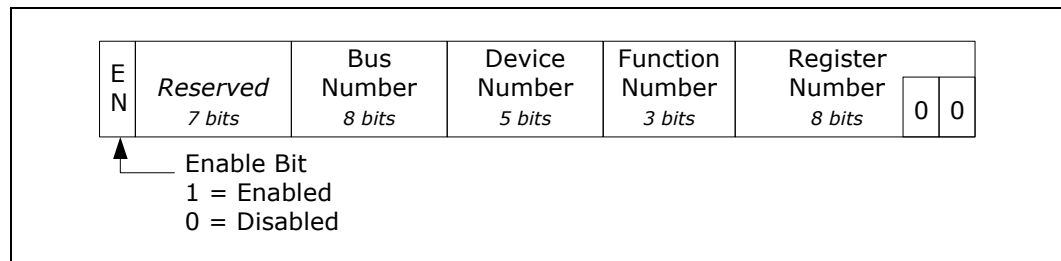 E
N
Reserved
7 bits
Bus
Number
8 bits
Device
Number
5 bits
Function
Number
3 bits
Register
Number
8 bits
0 0
Enable Bit
1 = Enabled
0 = Disabled